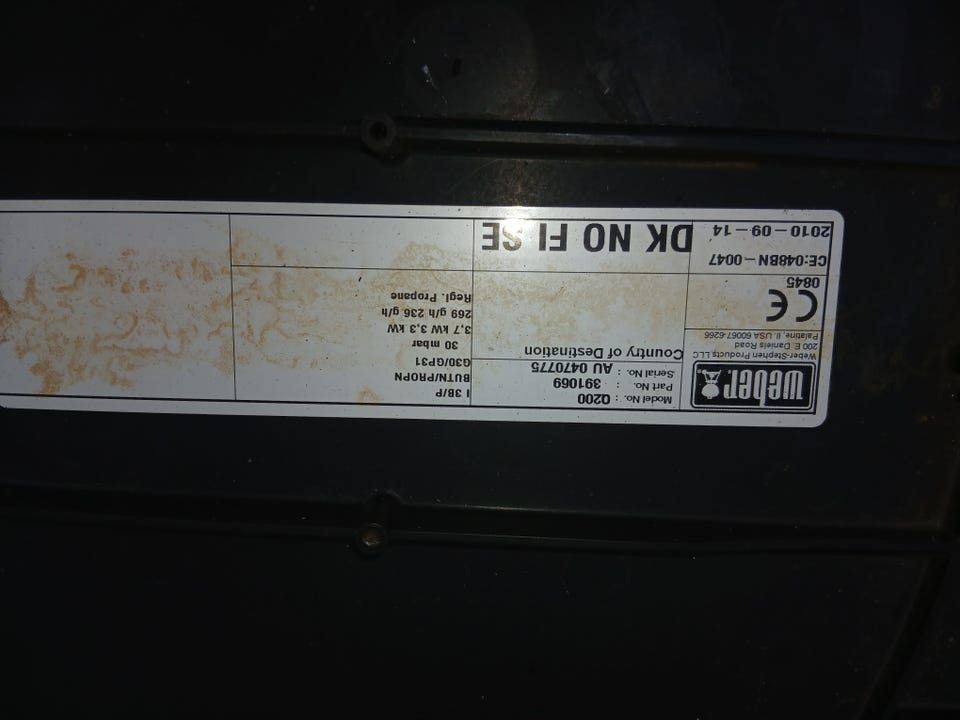 weber
Weber-Stephen Products LLC
200 E. Daniels Road
Palatine, IL USA 60067-6266
CE
0845
CE:048BN-0047
2010-09-14
Model No. : Q200
Part No. : 391069
Serial No. : AU 0470775
Country of Destination
DK NO FI SE
I 3B/P
BUTN/PROPN
G30/GP31
30 mbar
3,7 kW 3,3 kW
269 g/h 236 g/h
Regl. Propane